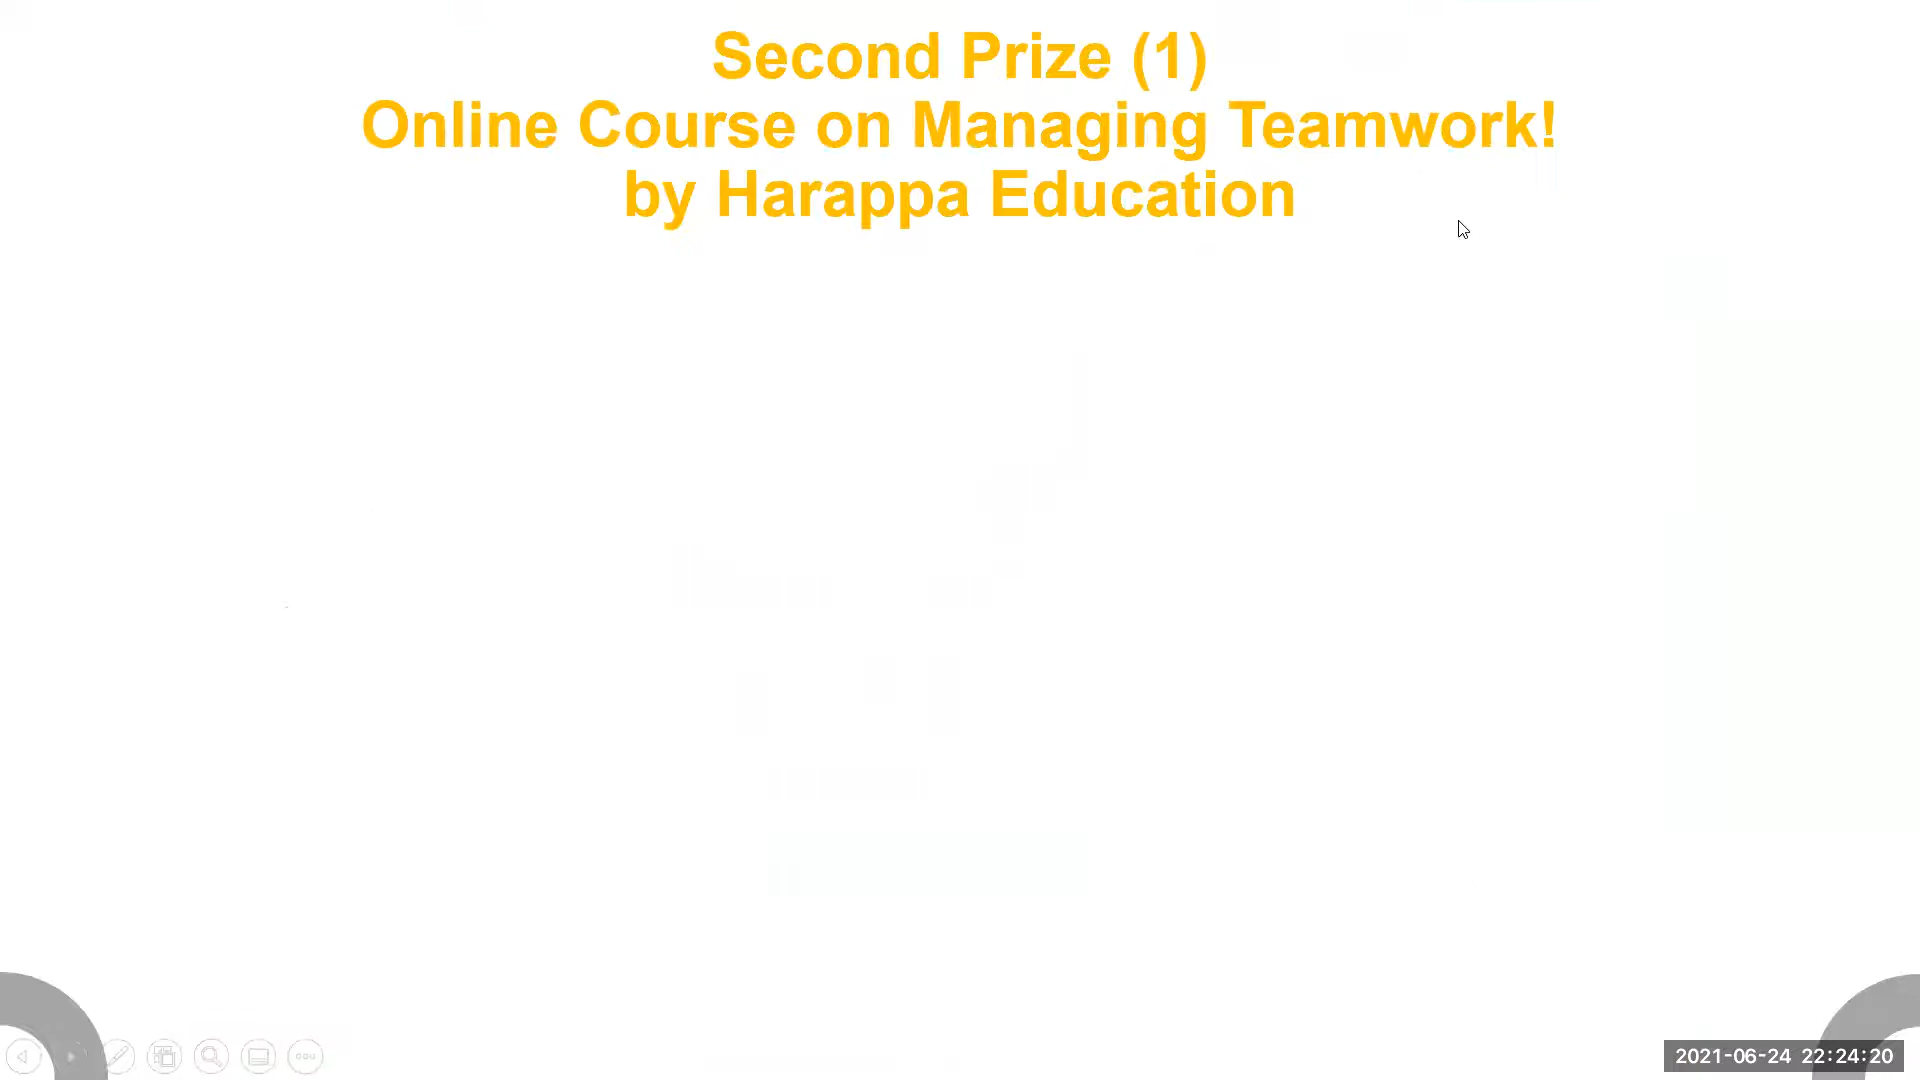 Second Prize (1)
Online Course on Managing Teamwork!
by Harappa Education
2021-06-24 22:24:20